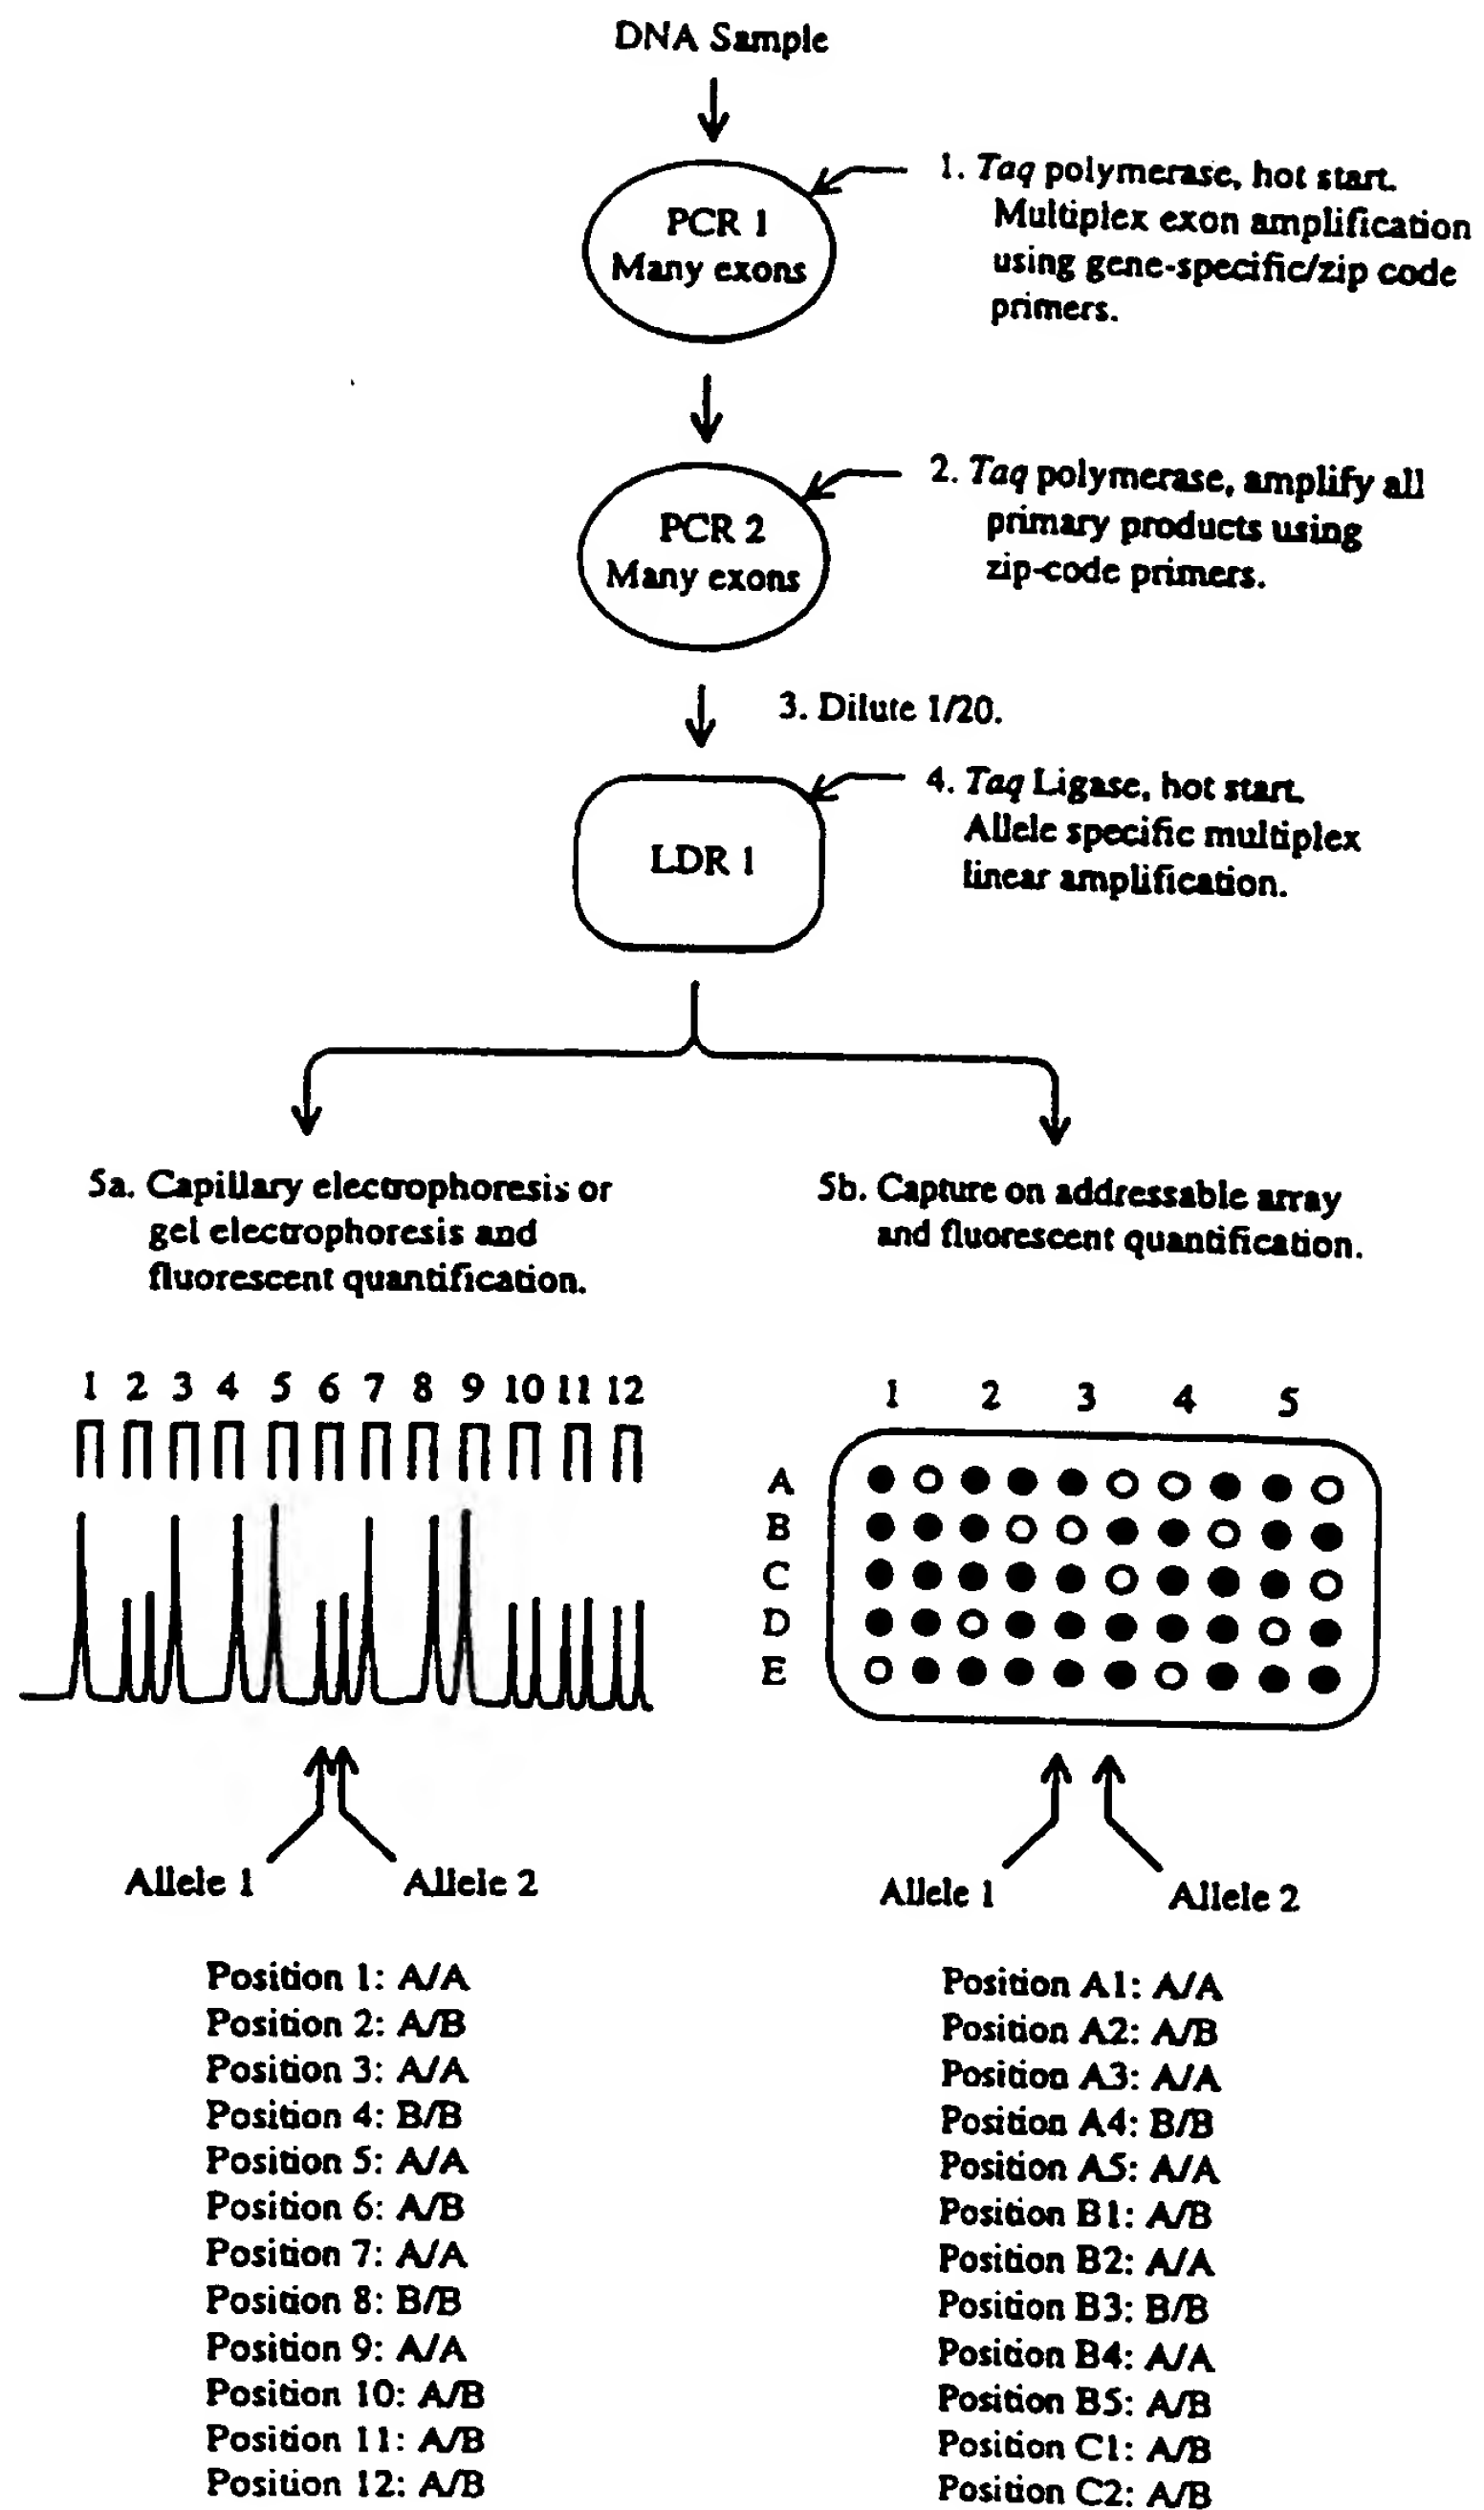 DNA Sample
PCR 1
Many exons
1. Taq polymerase, hot start.
Multiplex exon amplification
using gene-specific/zip code
primers.
PCR 2
Many exons
2. Taq polymerase, amplify all
primary products using
zip-code primers.
3. Dilute 1/20.
LDR 1
4. Taq Ligase, hot start.
Allele specific multiplex
linear amplification.
5a. Capillary electrophoresis or
gel electrophoresis and
fluorescent quantification.
5b. Capture on addressable array
and fluorescent quantification.
1 2 3 4 5 6 7 8 9 10 11 12
1 2 3 4 5
A
B
C
D
E
Allele 1
Allele 2
Allele 1
Allele 2
Position 1: A/A
Position 2: A/B
Position 3: A/A
Position 4: B/B
Position 5: A/A
Position 6: A/B
Position 7: A/A
Position 8: B/B
Position 9: A/A
Position 10: A/B
Position 11: A/B
Position 12: A/B
Position A1: A/A
Position A2: A/B
Position A3: A/A
Position A4: B/B
Position A5: A/A
Position B1: A/B
Position B2: A/A
Position B3: B/B
Position B4: A/A
Position B5: A/B
Position C1: A/B
Position C2: A/B